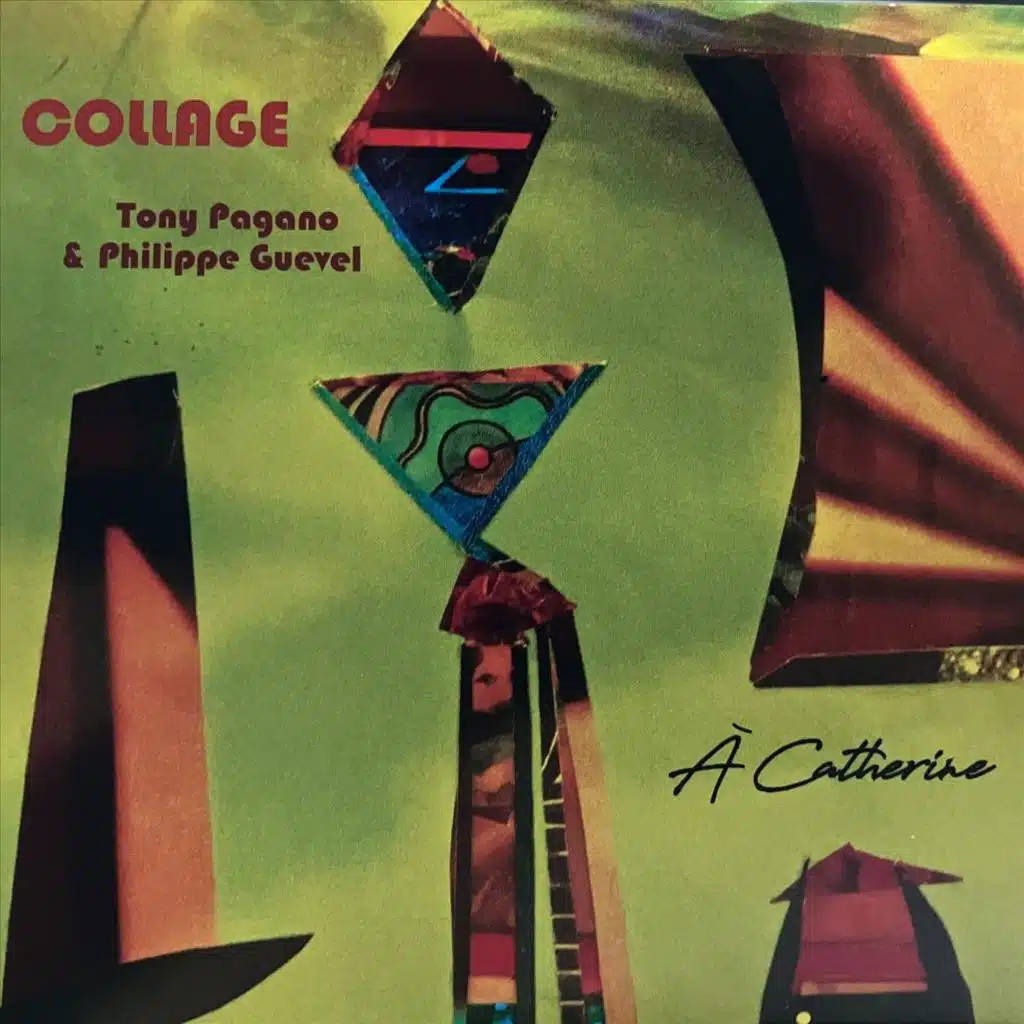 COLLAGE
Tony Pagano
& Philippe Guevel
À Catherine